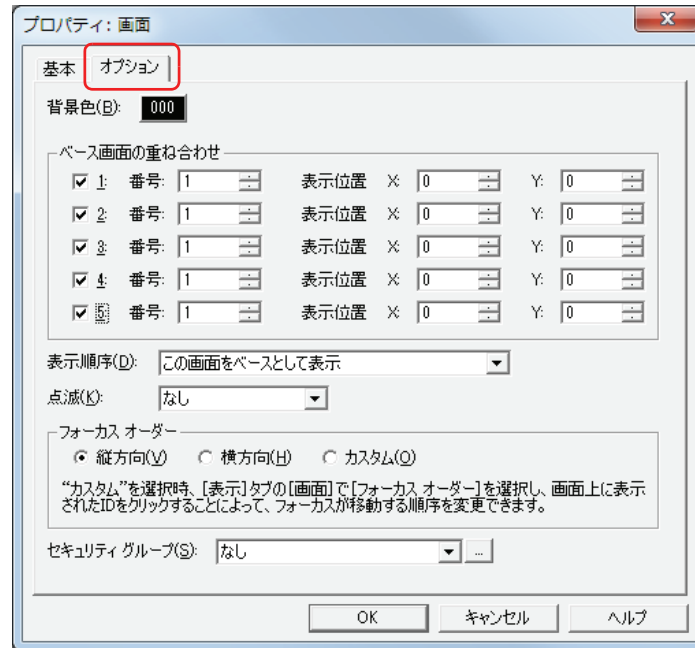 プロパティ: 画面
x
基本 オプション
背景色(B): 000
ベース画面の重ね合わせ
1: 番号: 1 表示位置 X: 0 Y: 0
2: 番号: 1 表示位置 X: 0 Y: 0
3: 番号: 1 表示位置 X: 0 Y: 0
4: 番号: 1 表示位置 X: 0 Y: 0
5: 番号: 1 表示位置 X: 0 Y: 0
表示順序(D): この画面をベースとして表示
点滅(K): なし
フォーカス オーダー
縦方向(V) 横方向(H) カスタム(O)
“カスタム”を選択時、[表示]タブの[画面]で[フォーカス オーダー]を選択し、画面上に表示
されたIDをクリックすることによって、フォーカスが移動する順序を変更できます。
セキュリティ グループ(S): なし ...
OK キャンセル ヘルプ